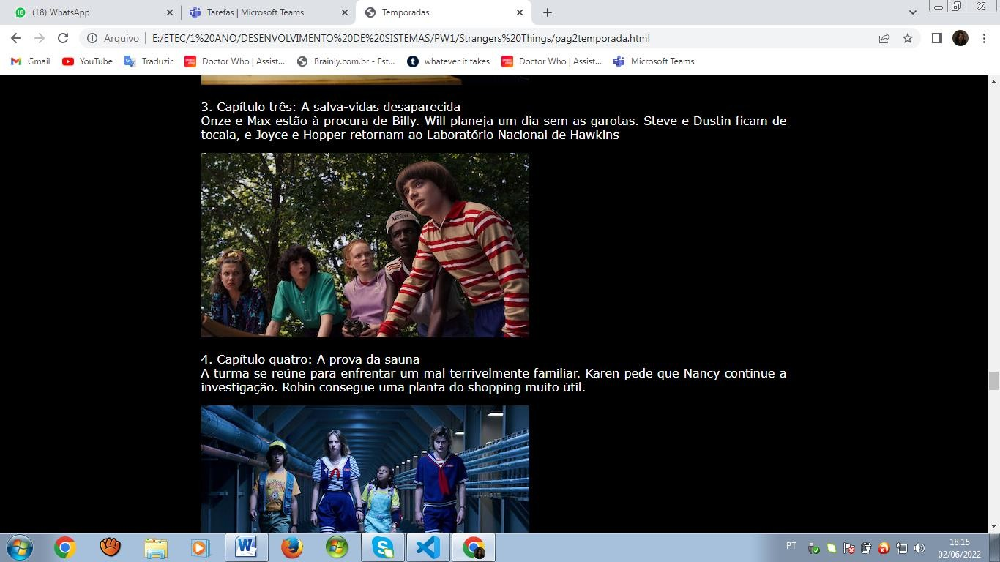 (18) WhatsApp
Tarefas | Microsoft Teams
Temporadas
Arquivo
E:/ETEC/1%20ANO/DESENVOLVIMENTO%20DE%20SISTEMAS/PW1/Strangers%20Things/pag2temporada.html
Gmail
YouTube
Traduzir
Doctor Who | Assist...
Brainly.com.br - Est...
whatever it takes
Doctor Who | Assist...
Microsoft Teams
3. Capítulo três: A salva-vidas desaparecida
Onze e Max estão à procura de Billy. Will planeja um dia sem as garotas. Steve e Dustin ficam de
tocaia, e Joyce e Hopper retornam ao Laboratório Nacional de Hawkins
4. Capítulo quatro: A prova da sauna
A turma se reúne para enfrentar um mal terrivelmente familiar. Karen pede que Nancy continue a
investigação. Robin consegue uma planta do shopping muito útil.
PT
18:15
02/06/2022